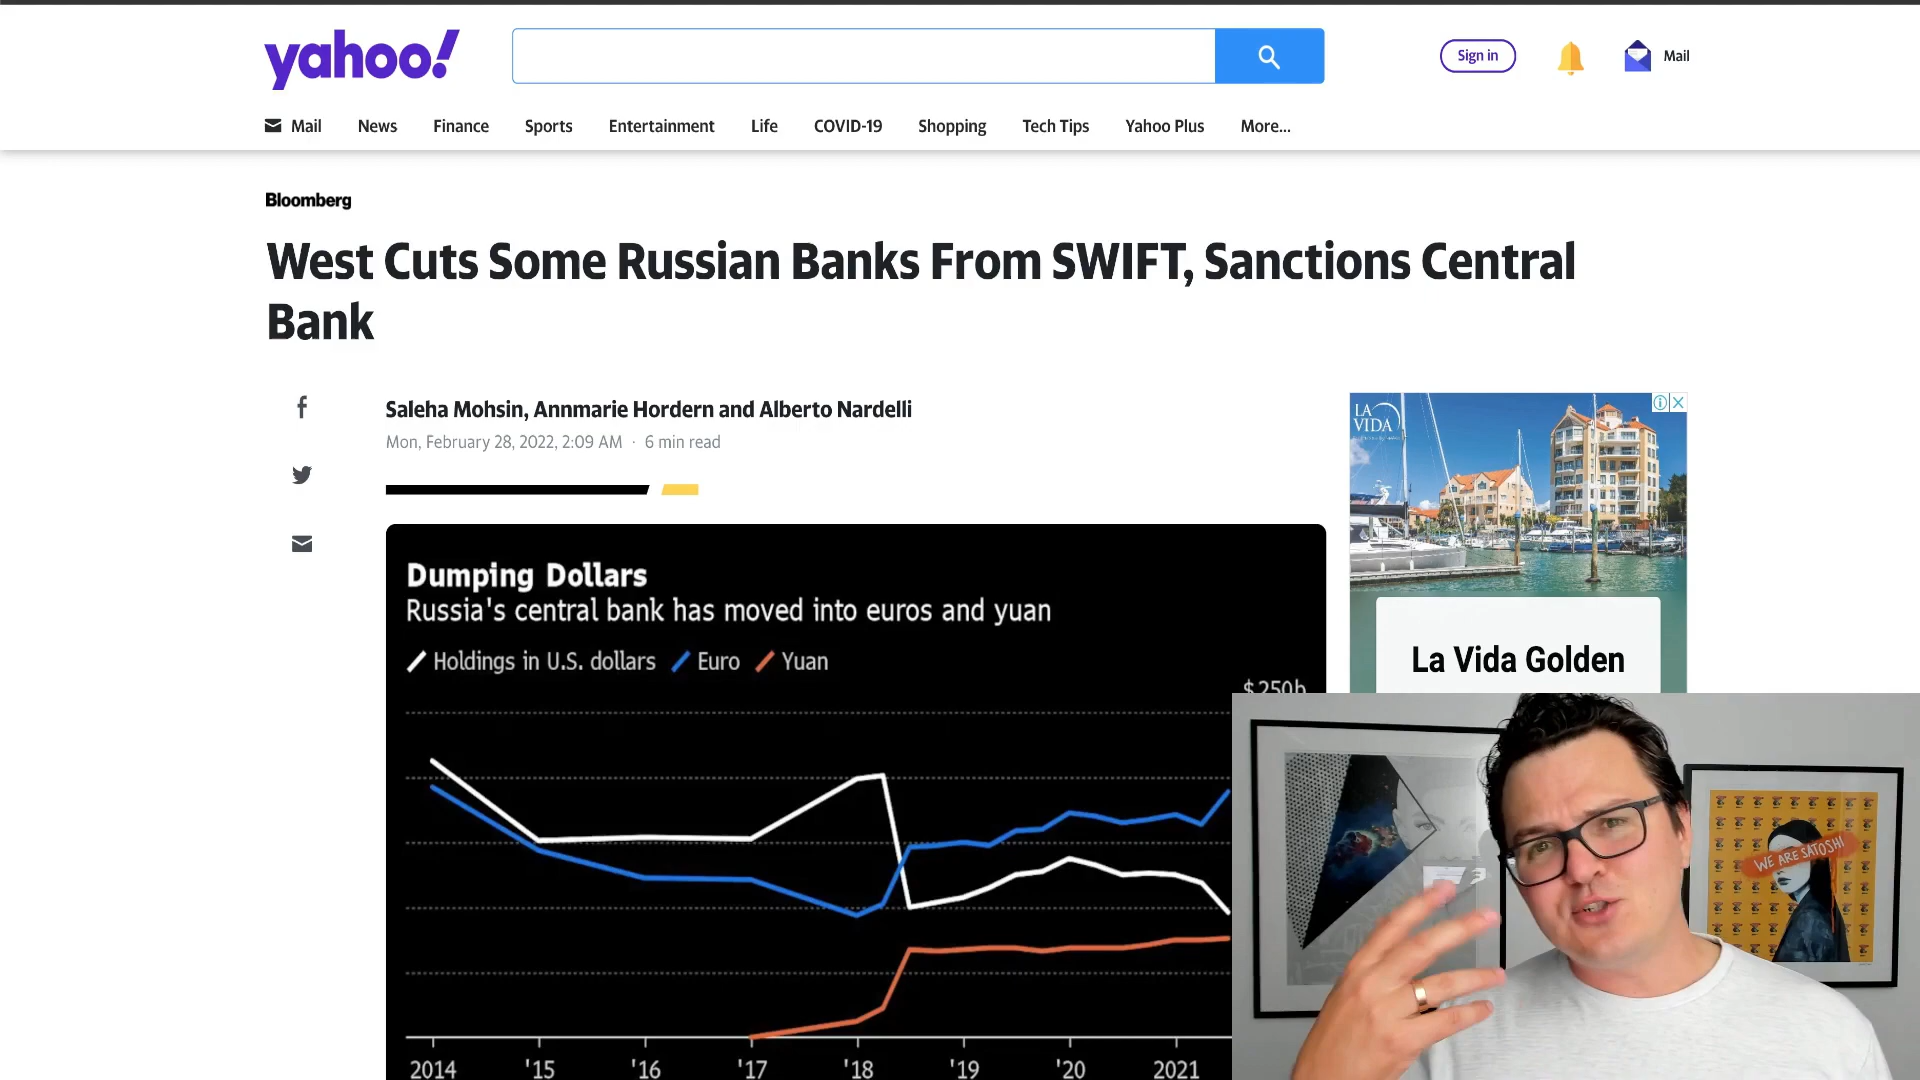 yahoo!
Sign in
Mail
Mail News Finance Sports Entertainment Life COVID-19 Shopping Tech Tips Yahoo Plus More...
Bloomberg
West Cuts Some Russian Banks From SWIFT, Sanctions Central
Bank
Saleha Mohsin, Annmarie Hordern and Alberto Nardelli
Mon, February 28, 2022, 2:09 AM · 6 min read
LA
VIDA
Dumping Dollars
Russia's central bank has moved into euros and yuan
Holdings in U.S. dollars Euro Yuan
$250b
La Vida Golden
WE ARE SATOSHI
2014 '15 '16 '17 '18 '19 '20 2021